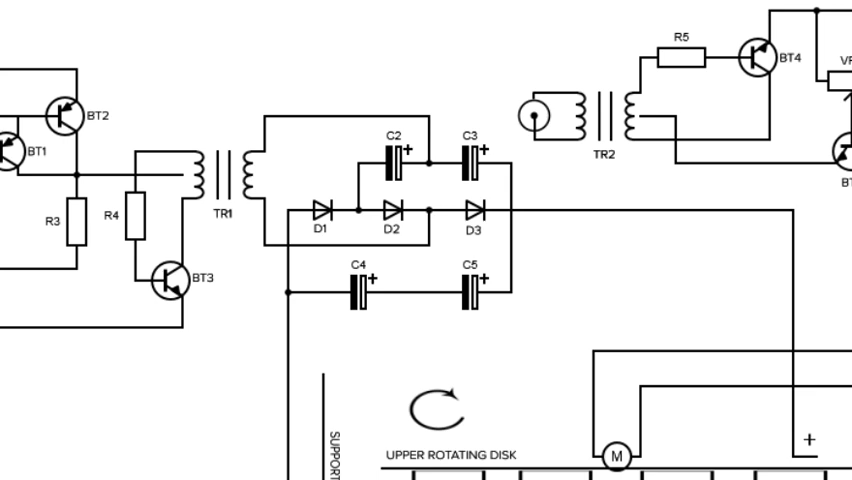 R5
BT4
VR
BT2
BT1
C2
C3
TR2
R3
R4
TR1
D1
D2
D3
BT3
C4
C5
SUPPORT
UPPER ROTATING DISK
M
+